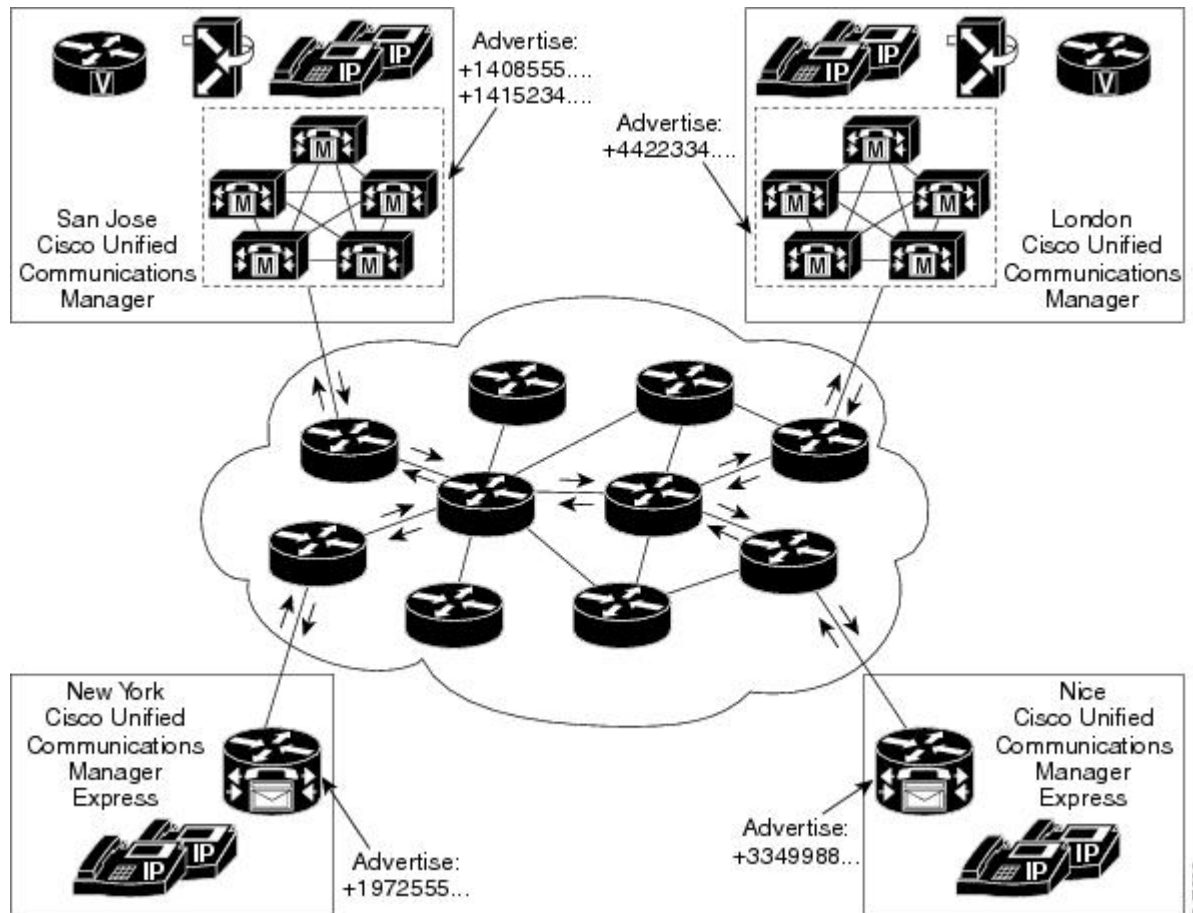 V
IP
IP
Advertise:
+1408555....
+1415234....
M
M
M
M
M
San Jose
Cisco Unified
Communications
Manager
IP
IP
V
Advertise:
+4422334....
M
M
M
M
M
London
Cisco Unified
Communications
Manager
New York
Cisco Unified
Communications
Manager
Express
IP
IP
Advertise:
+1972555...
Nice
Cisco Unified
Communications
Manager
Express
IP
IP
Advertise:
+3349988...